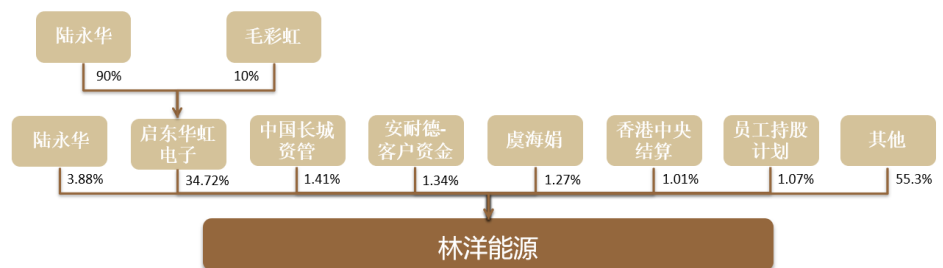 陆永华
毛彩虹
90%
10%
陆永华
启东华虹
电子
中国长城
资管
安耐德-
客户资金
虞海娟
香港中央
结算
员工持股
计划
其他
3.88%
34.72%
1.41%
1.34%
1.27%
1.01%
1.07%
55.3%
林洋能源